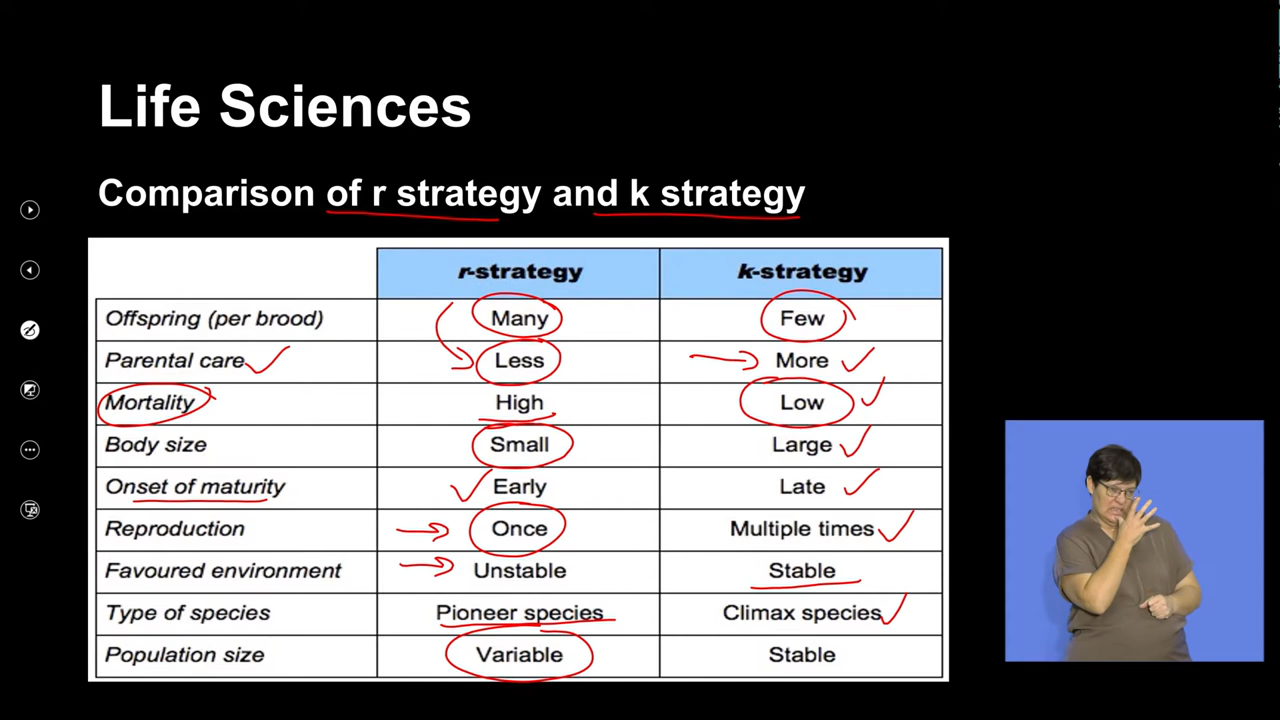 Life Sciences
Comparison of r strategy and k strategy
r-strategy k-strategy
Offspring (per brood) Many Few
Parental care Less More
Mortality High Low
Body size Small Large
Onset of maturity Early Late
Reproduction Once Multiple times
Favoured environment Unstable Stable
Type of species Pioneer species Climax species
Population size Variable Stable